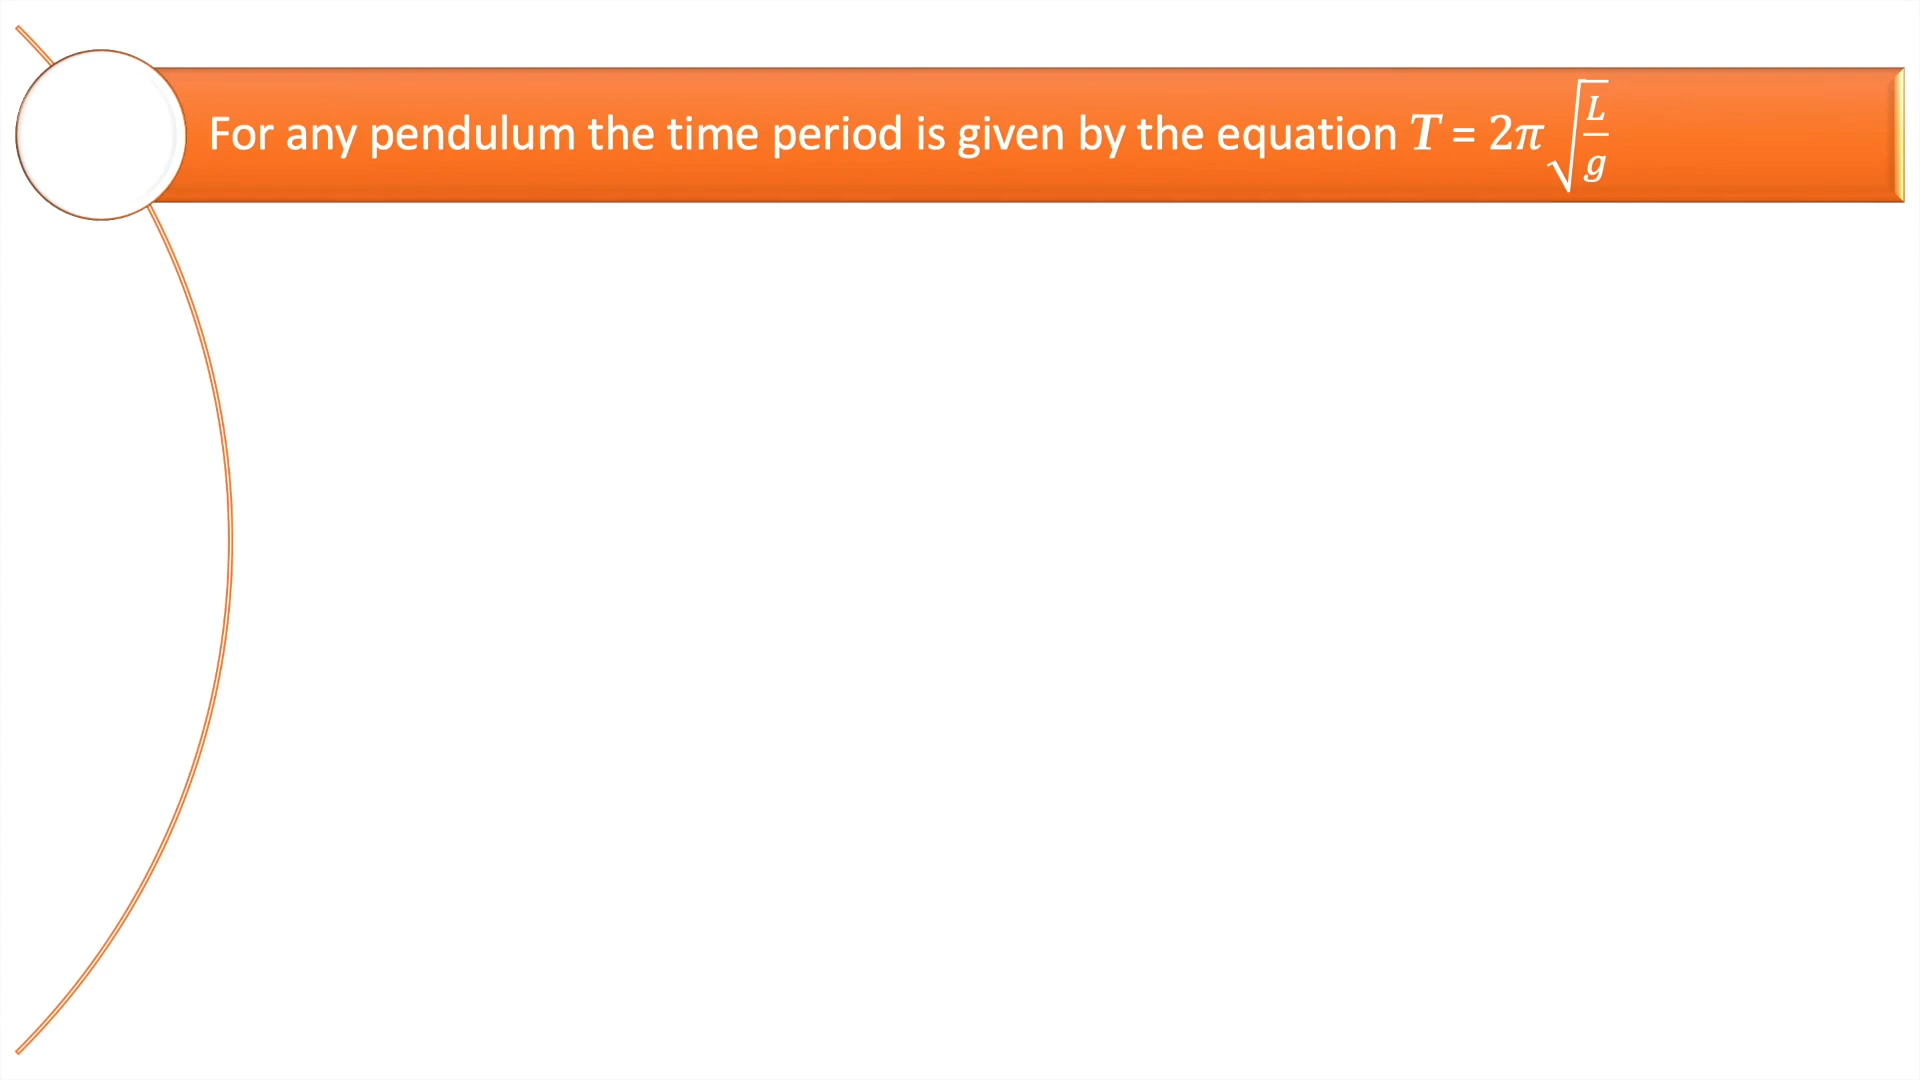 For any pendulum the time period is given by the equation T = 2π √(L/g)